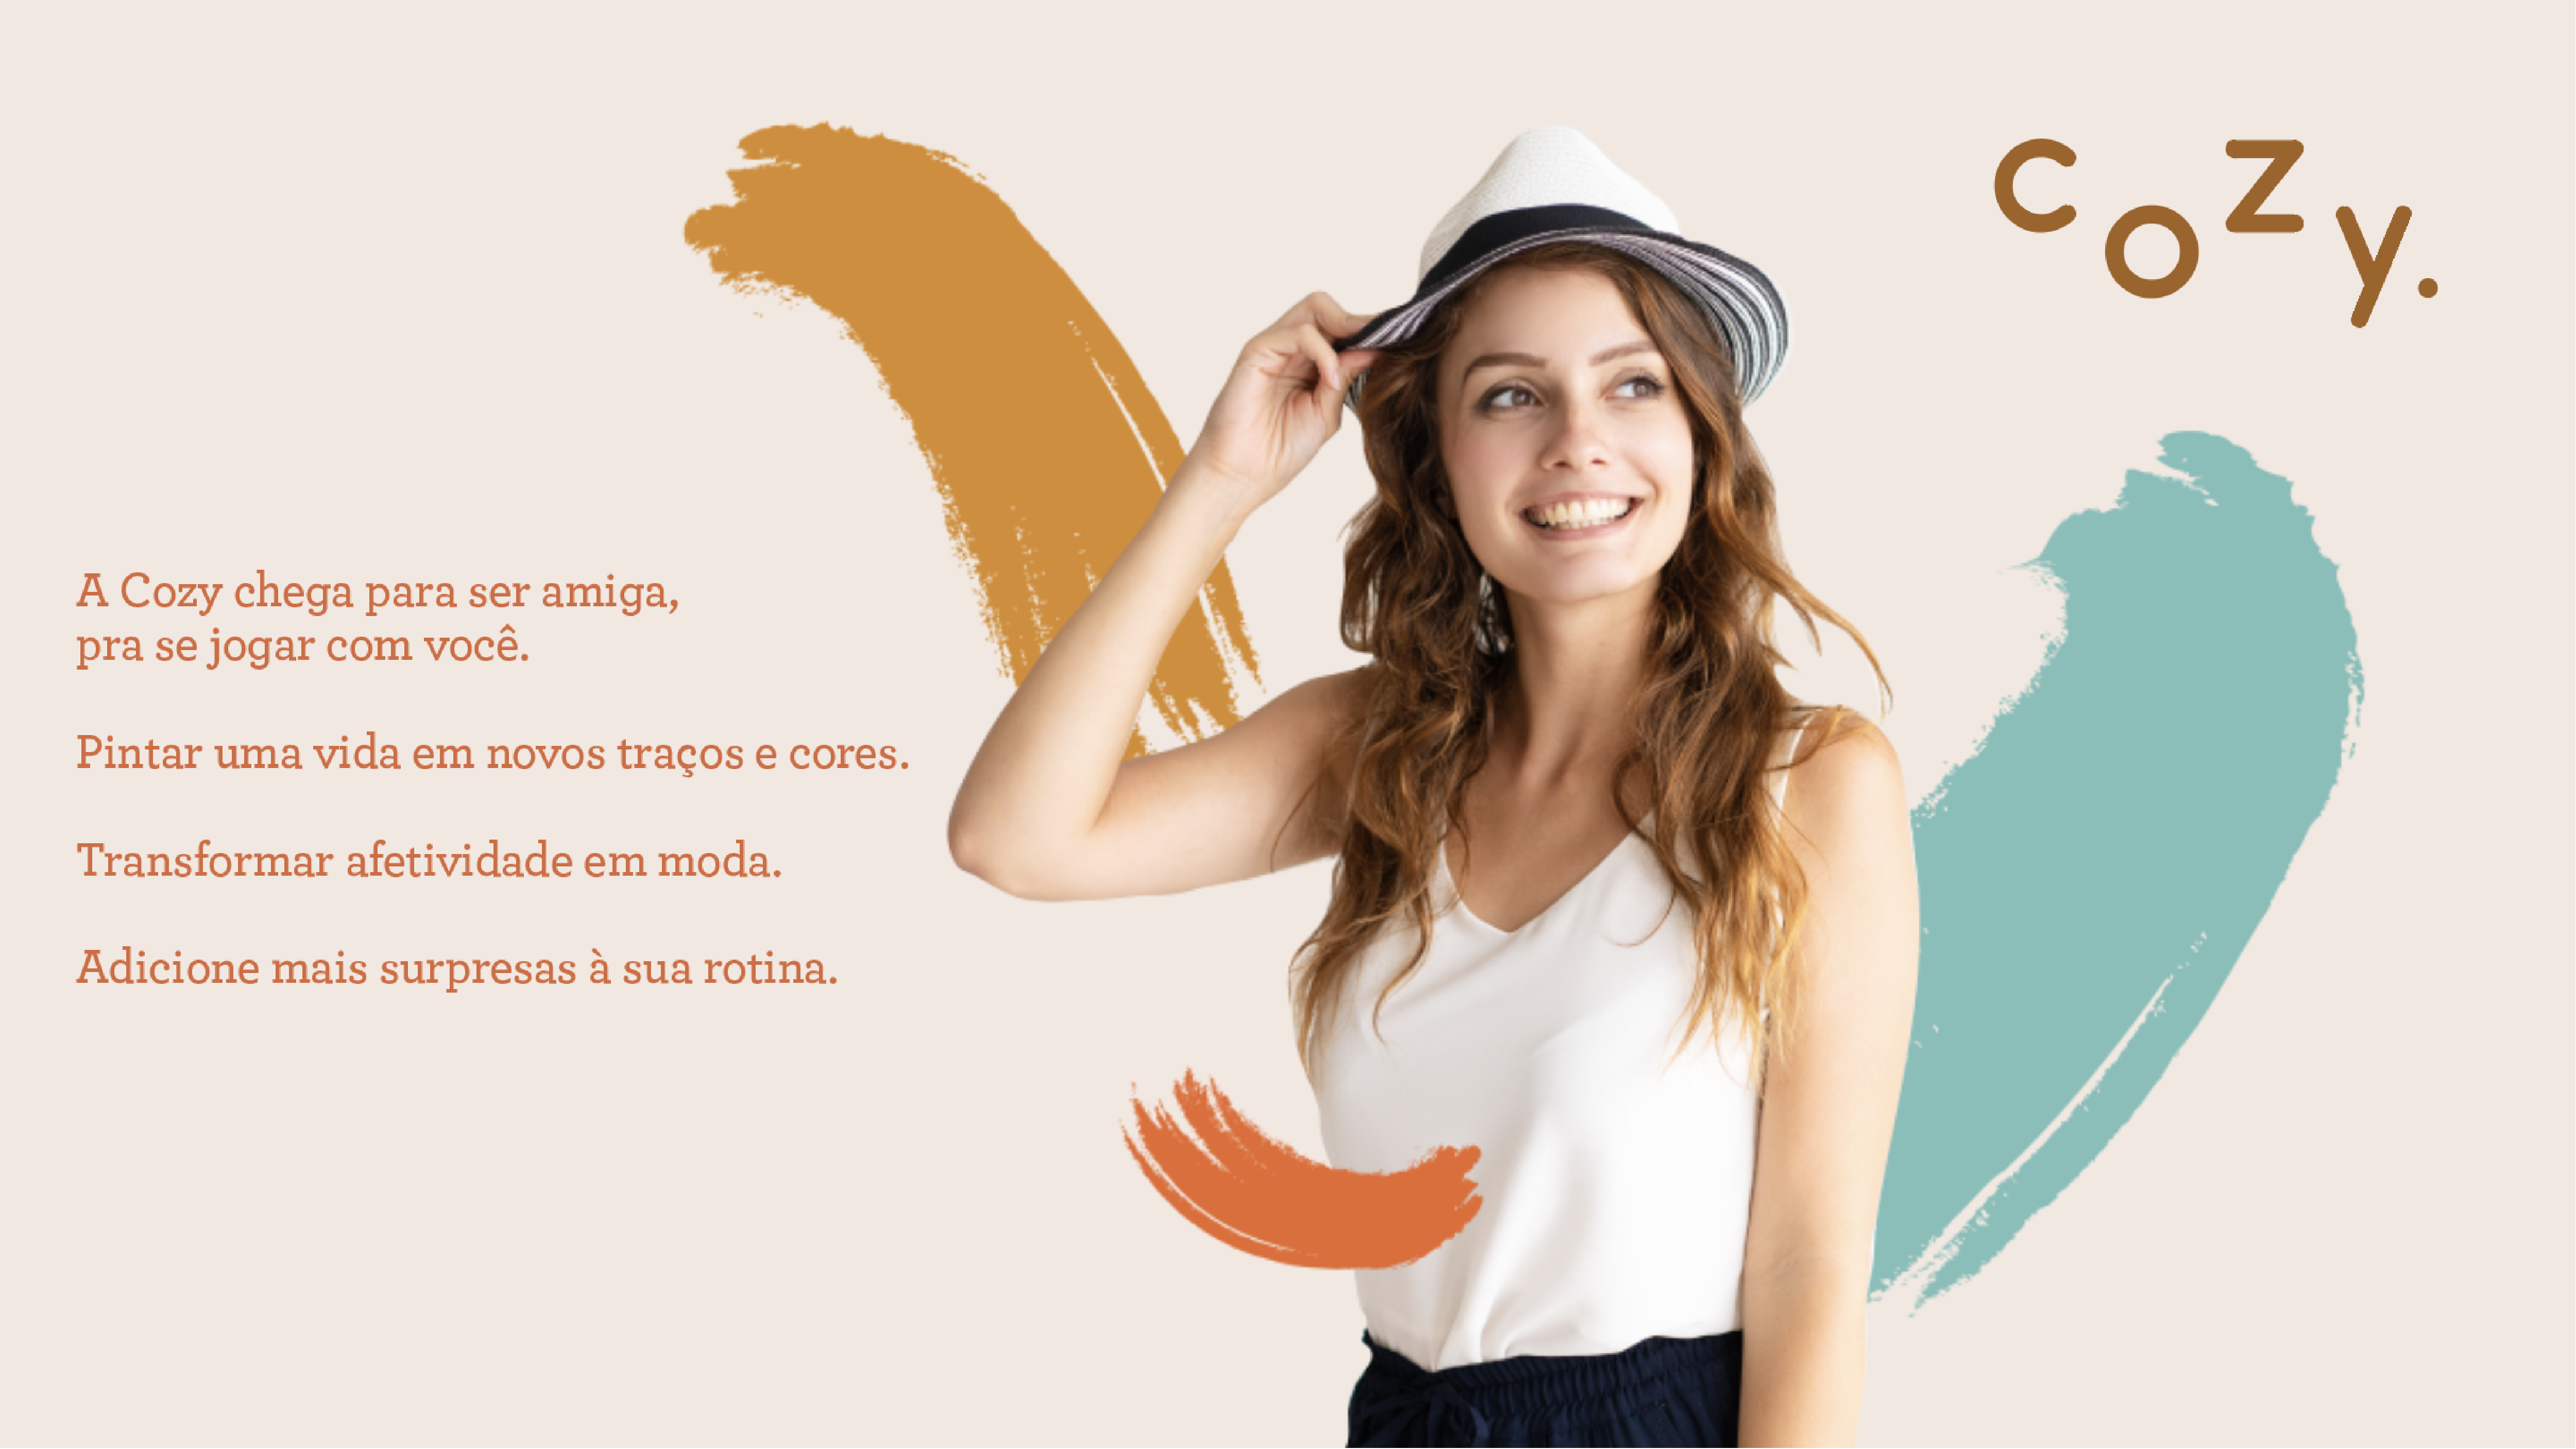 cozy.
A Cozy chega para ser amiga,
pra se jogar com você.
Pintar uma vida em novos traços e cores.
Transformar afetividade em moda.
Adicione mais surpresas à sua rotina.